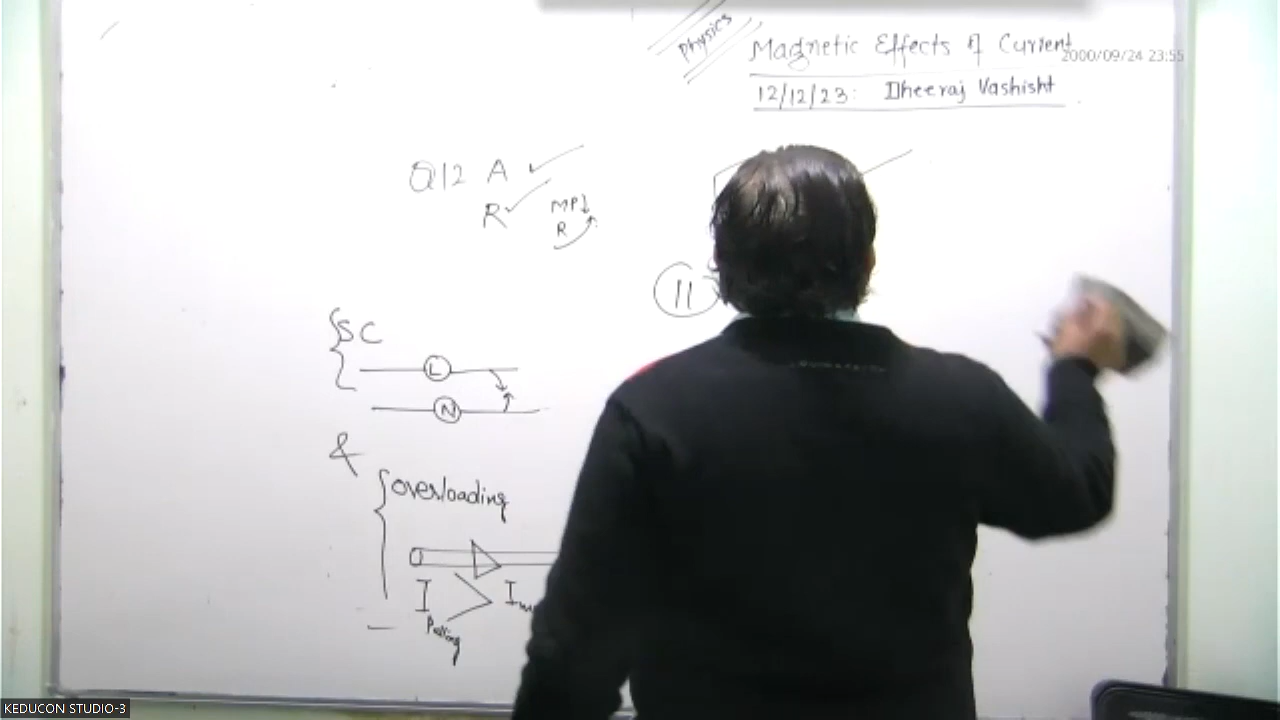 Physics
Magnetic Effects of Current
2000/09/24 23:55
12/12/23: Dheeraj Vashisht
Q12 A
R
MP↓
R
11
SC
L
N
&
overloading
I
I
KEDUCON STUDIO-3